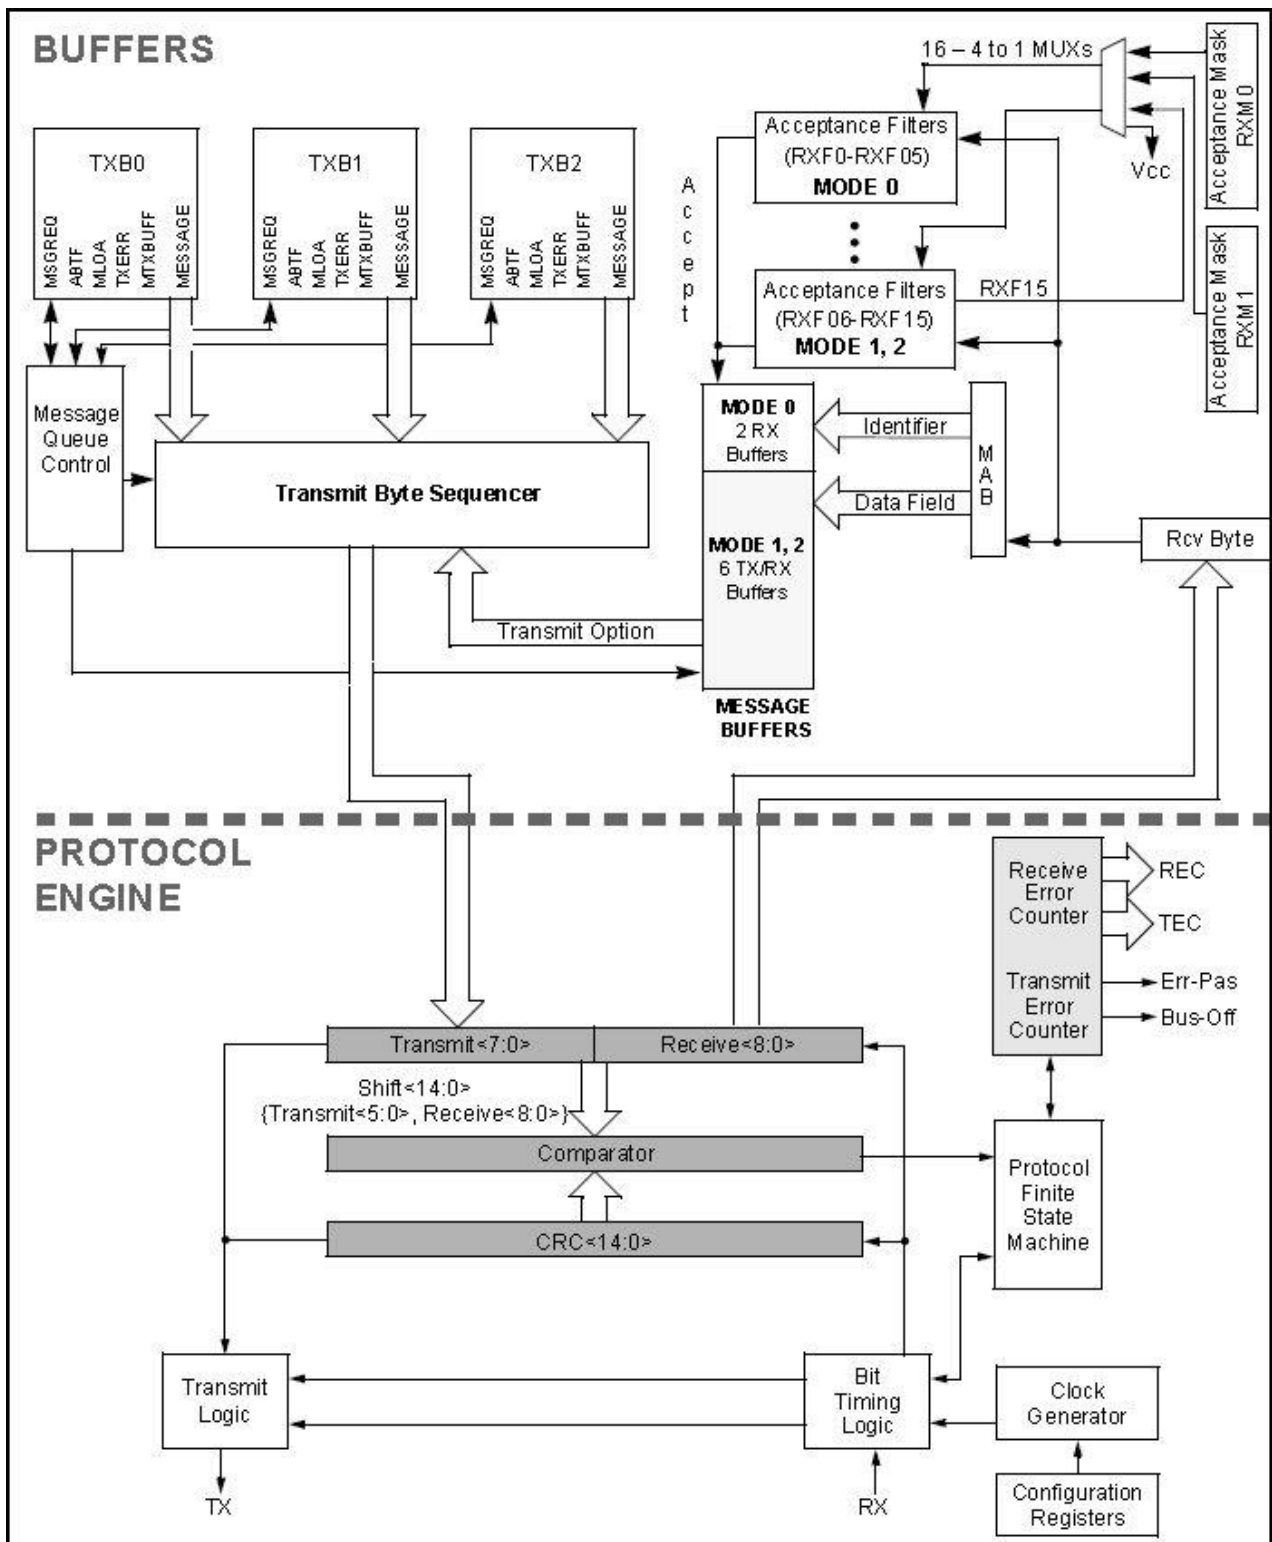 BUFFERS
16 – 4 to 1 MUXs
Acceptance Mask
RXM0
Vcc
Acceptance Filters
(RXF0-RXF05)
MODE 0
Accept
TXB0
MSGREQ
ABTF
MLOA
TXERR
MTXBUFF
MESSAGE
TXB1
MSGREQ
ABTF
MLOA
TXERR
MTXBUFF
MESSAGE
TXB2
MSGREQ
ABTF
MLOA
TXERR
MTXBUFF
MESSAGE
Acceptance Filters
(RXF06-RXF15)
MODE 1, 2
RXF15
Acceptance Mask
RXM1
Message
Queue
Control
Transmit Byte Sequencer
MODE 0
2 RX
Buffers
Identifier
Data Field
MAB
Rcv Byte
MODE 1, 2
6 TX/RX
Buffers
Transmit Option
MESSAGE
BUFFERS
PROTOCOL
ENGINE
Receive
Error
Counter
REC
TEC
Transmit
Error
Counter
Err-Pas
Bus-Off
Transmit<7:0>
Receive<8:0>
Shift<14:0>
{Transmit<5:0>, Receive<8:0>}
Comparator
CRC<14:0>
Protocol
Finite
State
Machine
Transmit
Logic
Bit
Timing
Logic
Clock
Generator
TX
RX
Configuration
Registers